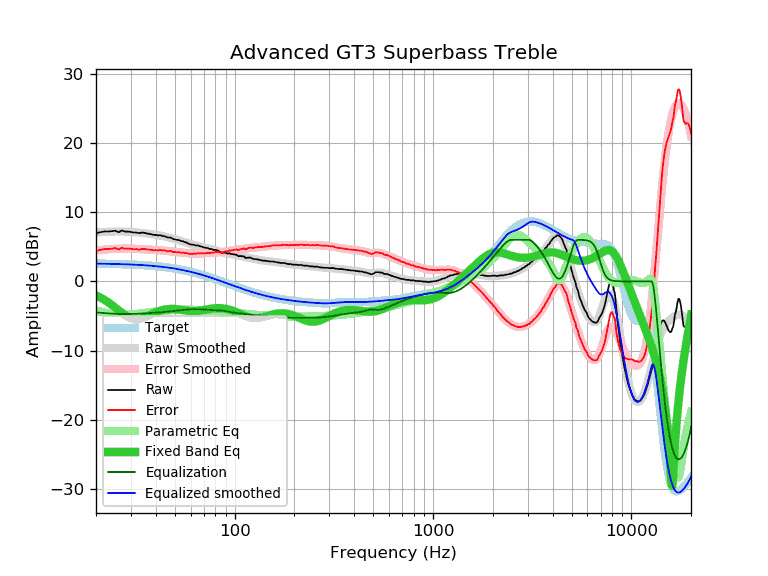 Advanced GT3 Superbass Treble
30
20
10
0
−10
−20
−30
Amplitude (dBr)
Target
Raw Smoothed
Error Smoothed
Raw
Error
Parametric Eq
Fixed Band Eq
Equalization
Equalized smoothed
100
1000
10000
Frequency (Hz)